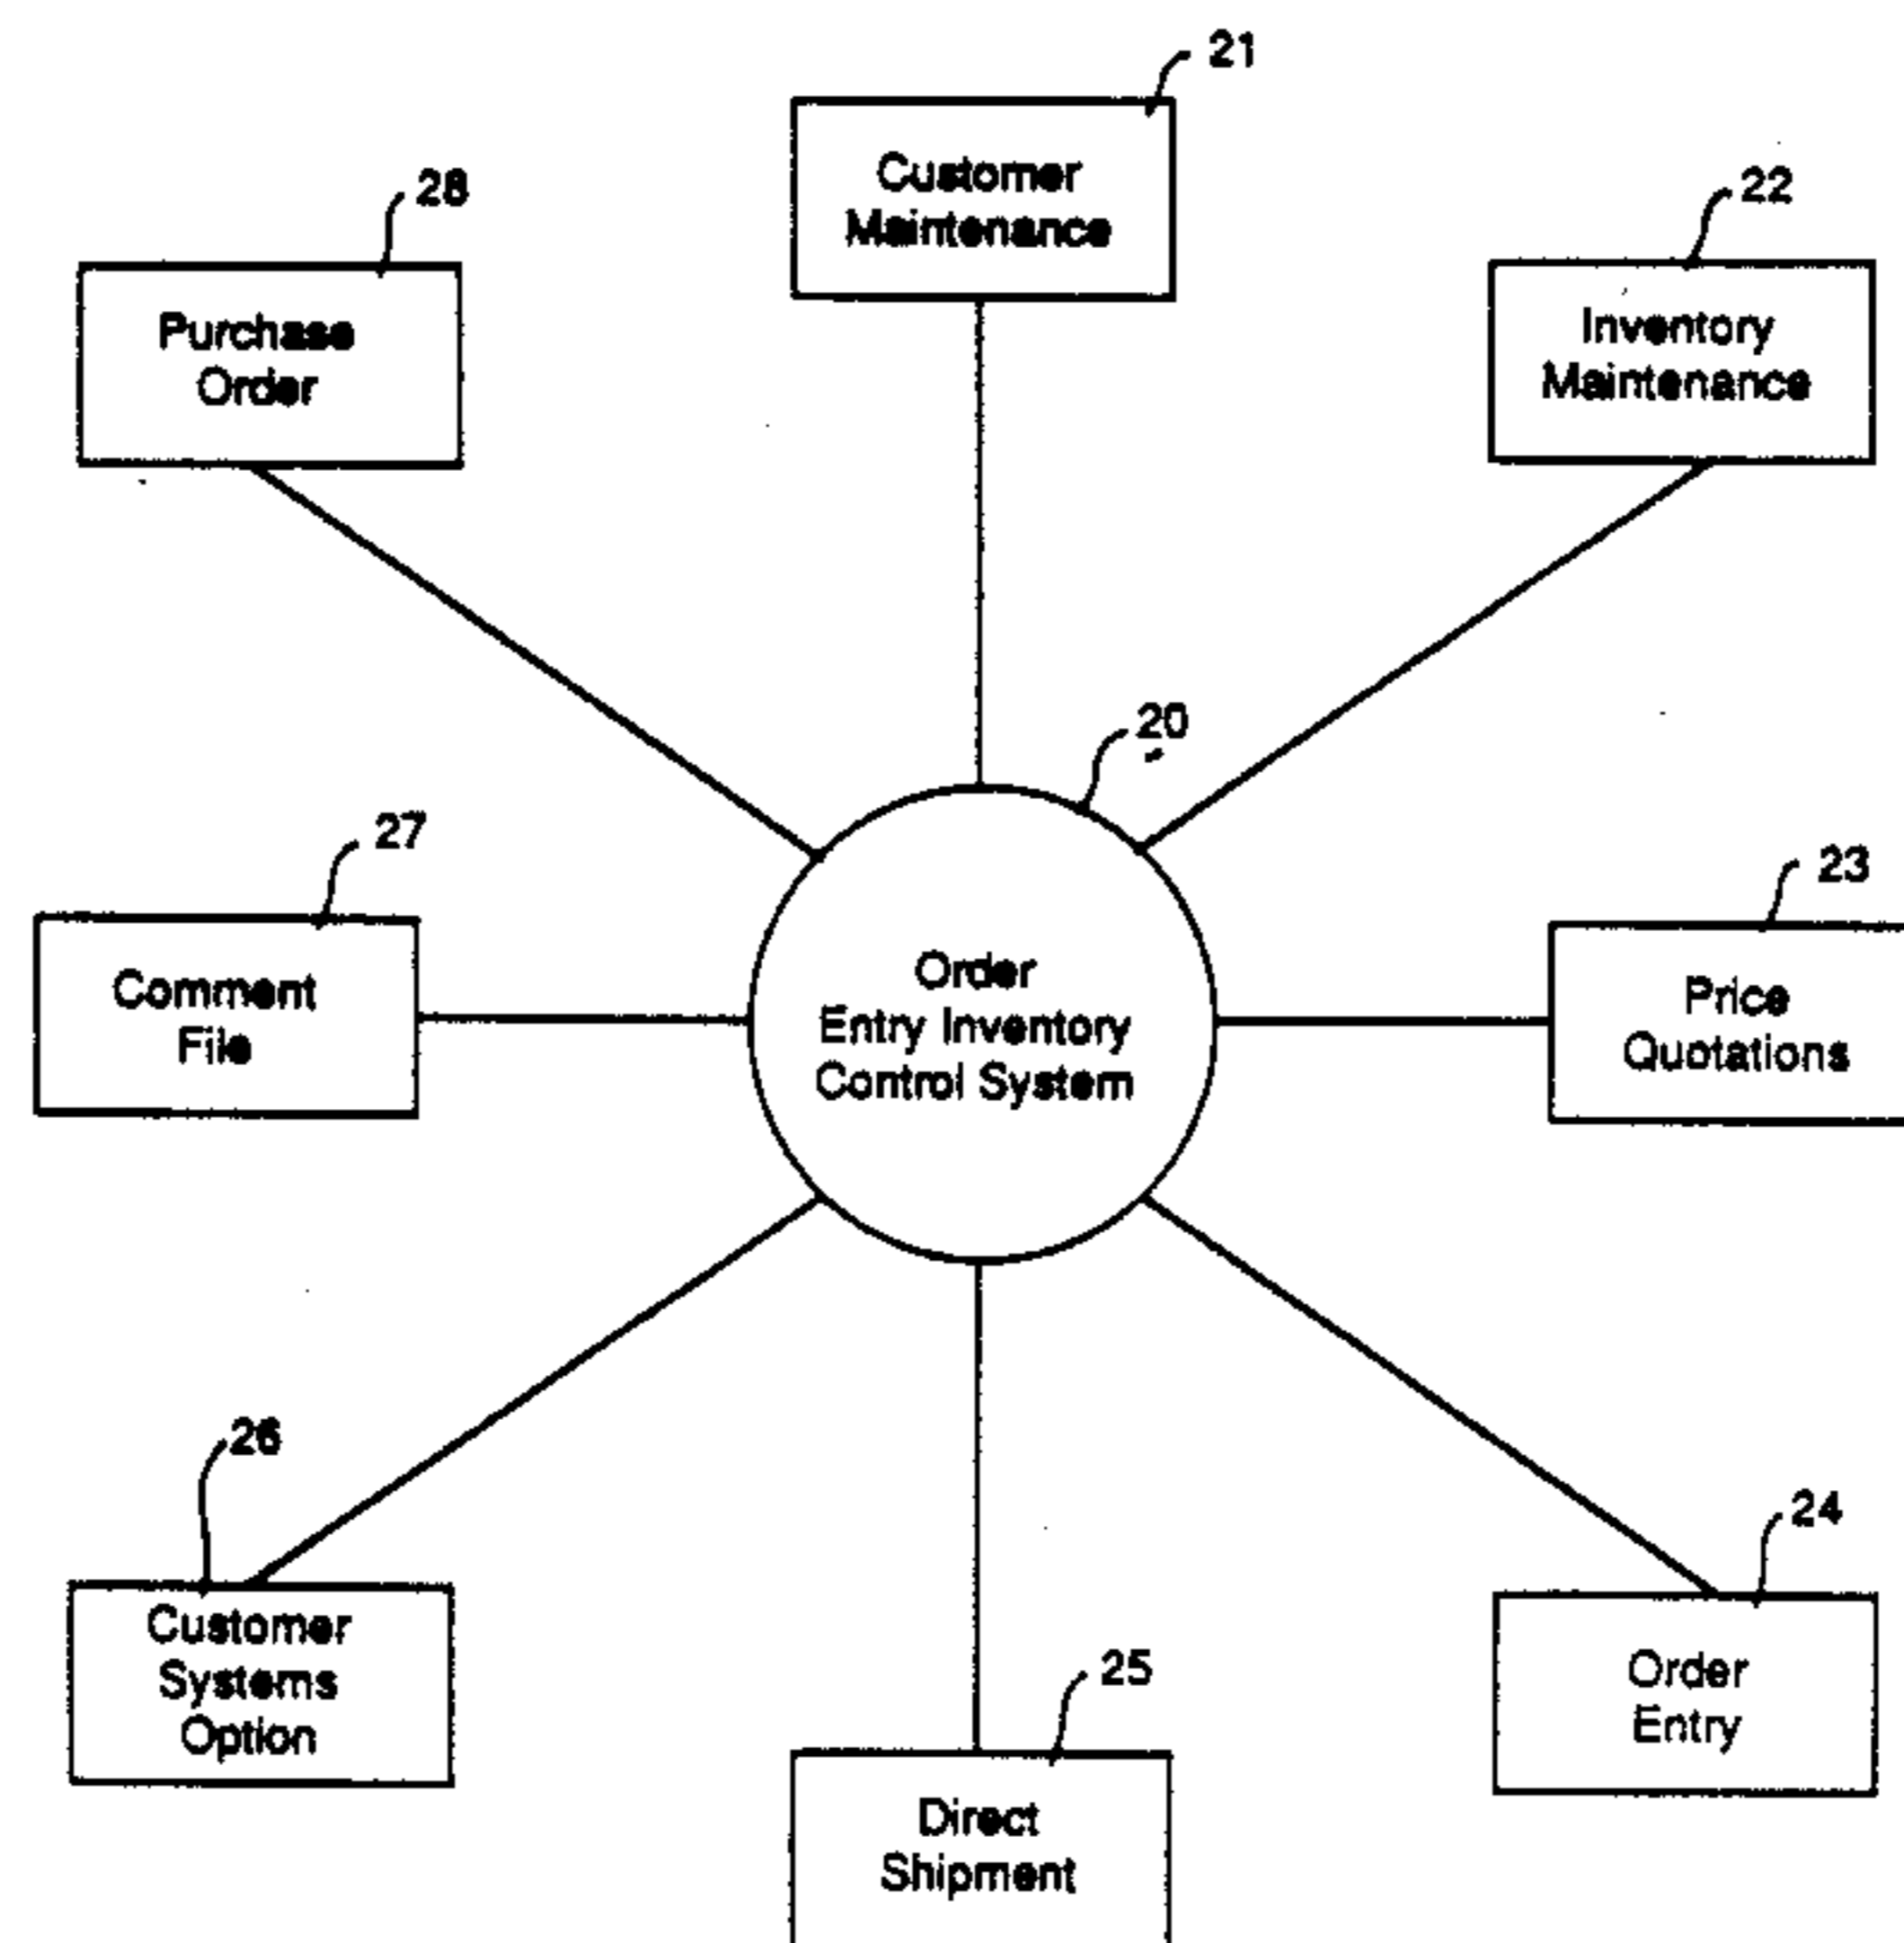 21
Customer
Maintenance
28
Purchase
Order
22
Inventory
Maintenance
20
Order
Entry Inventory
Control System
27
Comment
File
23
Price
Quotations
26
Customer
Systems
Option
24
Order
Entry
25
Direct
Shipment